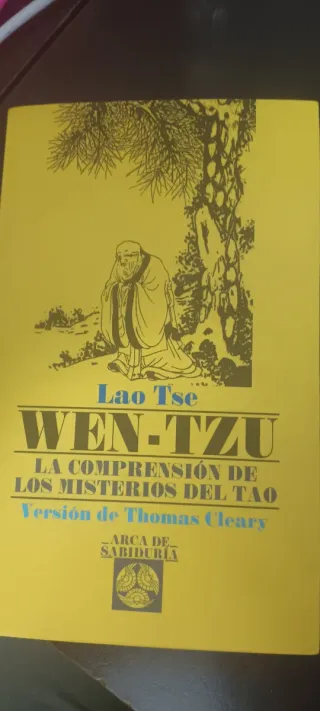 Lao Tse
WEN-TZU
LA COMPRENSIÓN DE
LOS MISTERIOS DEL TAO
Versión de Thomas Cleary
ARCA DE
SABIDURÍA